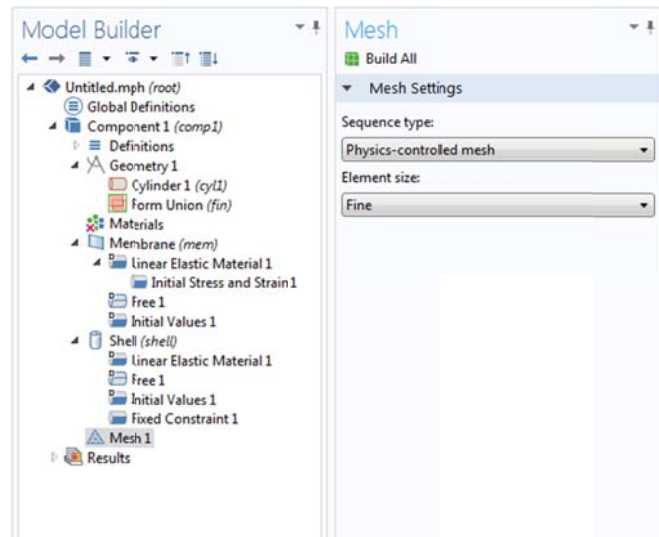 Model Builder
Untitled.mph (root)
Global Definitions
Component 1 (comp1)
Definitions
Geometry 1
Cylinder 1 (cyl1)
Form Union (fin)
Materials
Membrane (mem)
Linear Elastic Material 1
Initial Stress and Strain 1
Free 1
Initial Values 1
Shell (shell)
Linear Elastic Material 1
Free 1
Initial Values 1
Fixed Constraint 1
Mesh 1
Results
Mesh
Build All
Mesh Settings
Sequence type:
Physics-controlled mesh
Element size:
Fine